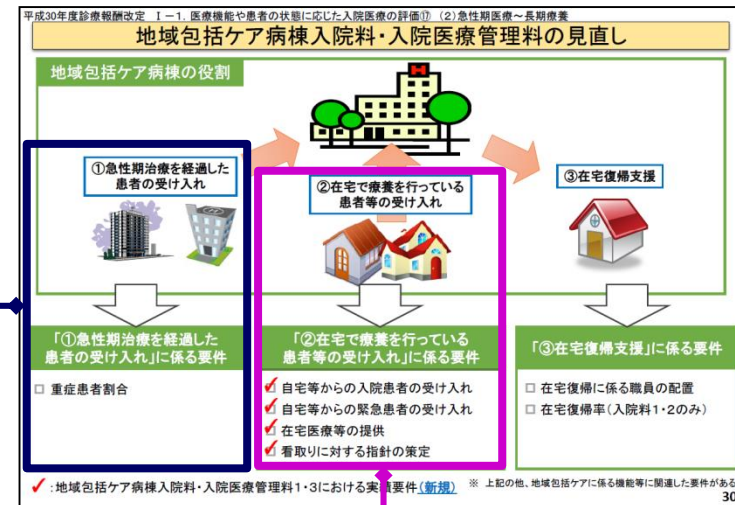 平成30年度診療報酬改定 Ⅰ-1. 医療機能や患者の状態に応じた入院医療の評価⑰ (2)急性期医療~長期療養
地域包括ケア病棟入院料・入院医療管理料の見直し
地域包括ケア病棟の役割
H
①急性期治療を経過した
患者の受け入れ
②在宅で療養を行っている
患者等の受け入れ
③在宅復帰支援
「①急性期治療を経過した
患者の受け入れ」に係る要件
□ 重症患者割合
「②在宅で療養を行っている
患者等の受け入れ」に係る要件
✓ 自宅等からの入院患者の受け入れ
✓ 自宅等からの緊急患者の受け入れ
✓ 在宅医療等の提供
✓ 看取りに対する指針の策定
「③在宅復帰支援」に係る要件
□ 在宅復帰に係る職員の配置
□ 在宅復帰率(入院料1・2のみ)
✓:地域包括ケア病棟入院料・入院医療管理料1・3における実績要件(新規)
※ 上記の他、地域包括ケアに係る機能等に関連した要件がある
30